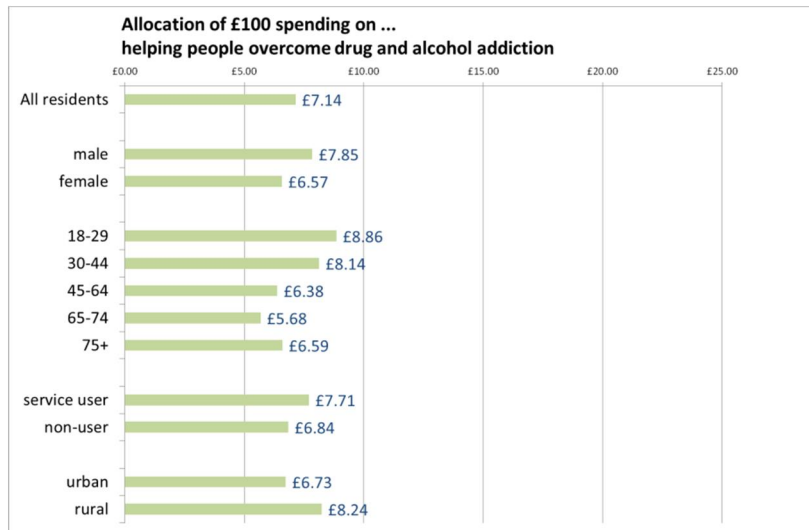 Allocation of £100 spending on ...
helping people overcome drug and alcohol addiction
£0.00 £5.00 £10.00 £15.00 £20.00 £25.00
All residents £7.14
male £7.85
female £6.57
18-29 £8.86
30-44 £8.14
45-64 £6.38
65-74 £5.68
75+ £6.59
service user £7.71
non-user £6.84
urban £6.73
rural £8.24